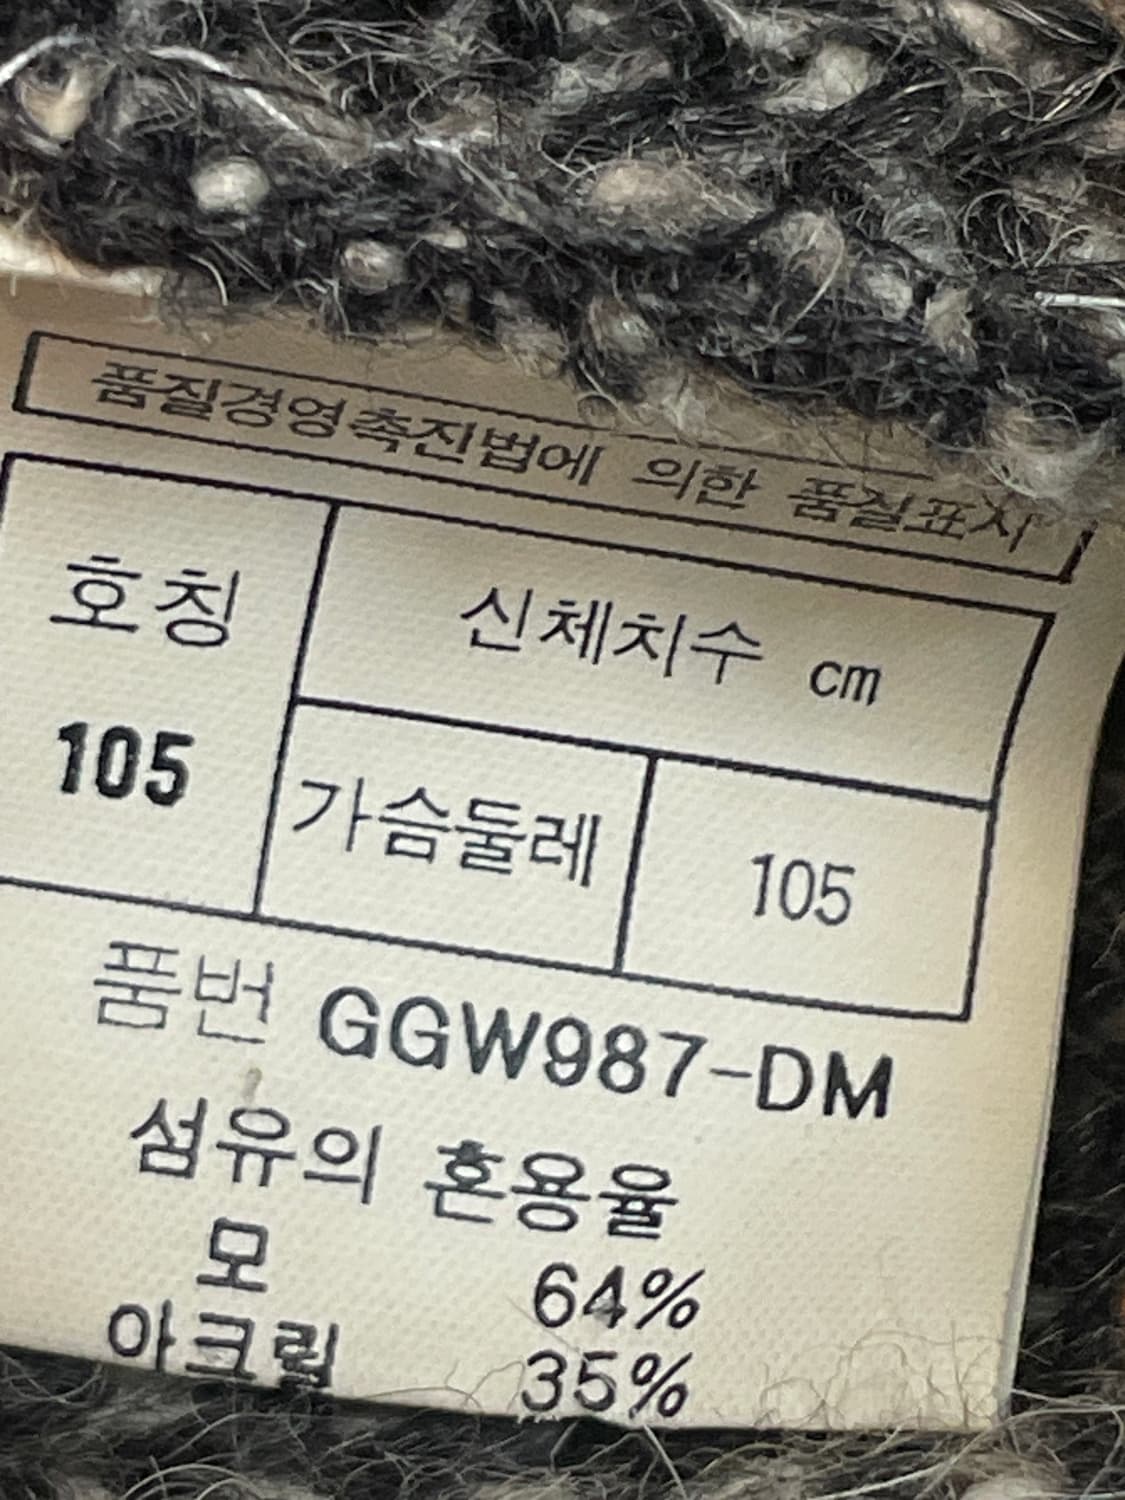 품질경영촉진법에 의한 품질표시
호칭
105
신체치수 cm
가슴둘레 105
품번 GGW987-DM
섬유의 혼용율
모 64%
아크릴 35%